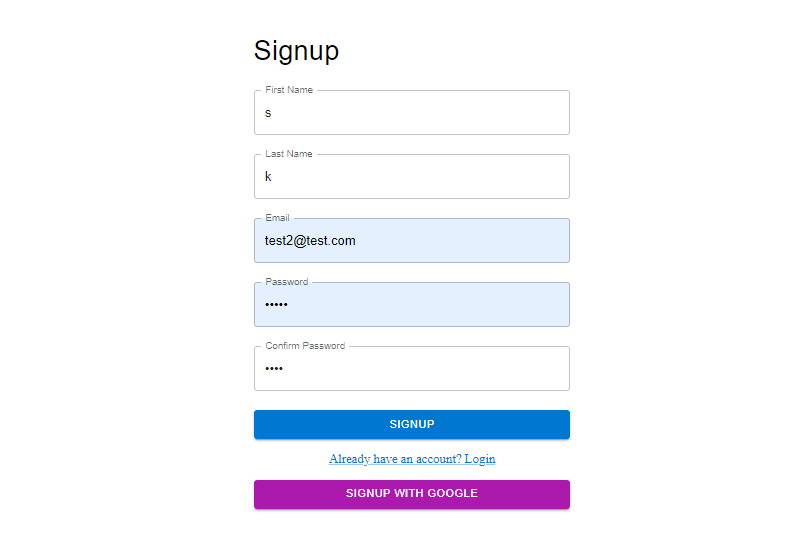 Signup
First Name
s
Last Name
k
Email
test2@test.com
Password
•••••
Confirm Password
••••
SIGNUP
Already have an account? Login
SIGNUP WITH GOOGLE